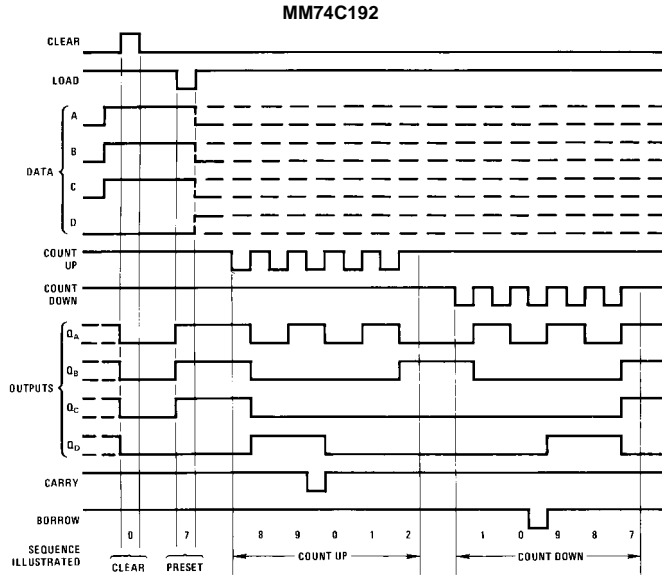 MM74C192
CLEAR
LOAD
A
B
DATA
C
D
COUNT
UP
COUNT
DOWN
QA
QB
OUTPUTS
QC
QD
CARRY
BORROW
0 7 8 9 0 1 2 1 0 9 8 7
SEQUENCE
ILLUSTRATED
CLEAR PRESET COUNT UP COUNT DOWN